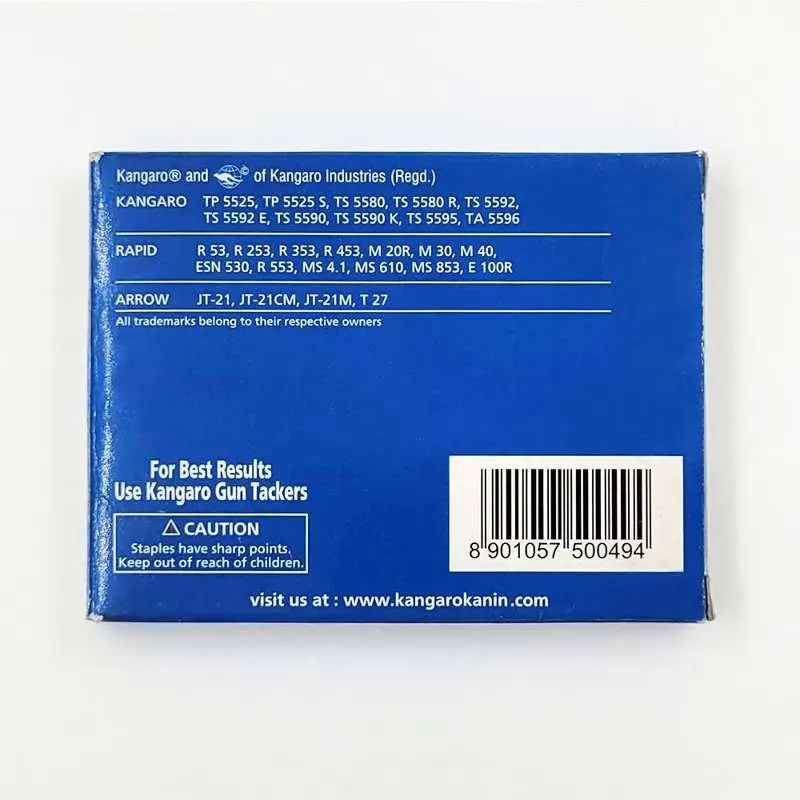 Kangaro® and © of Kangaro Industries (Regd.)
KANGARO TP 5525, TP 5525 S, TS 5580, TS 5580 R, TS 5592,
TS 5592 E, TS 5590, TS 5590 K, TS 5595, TA 5596
RAPID R 53, R 253, R 353, R 453, M 20R, M 30, M 40,
ESN 530, R 553, MS 4.1, MS 610, MS 853, E 100R
ARROW JT-21, JT-21CM, JT-21M, T 27
All trademarks belong to their respective owners
For Best Results
Use Kangaro Gun Tackers
CAUTION
Staples have sharp points.
Keep out of reach of children.
8 901057 500494
visit us at : www.kangarokanin.com